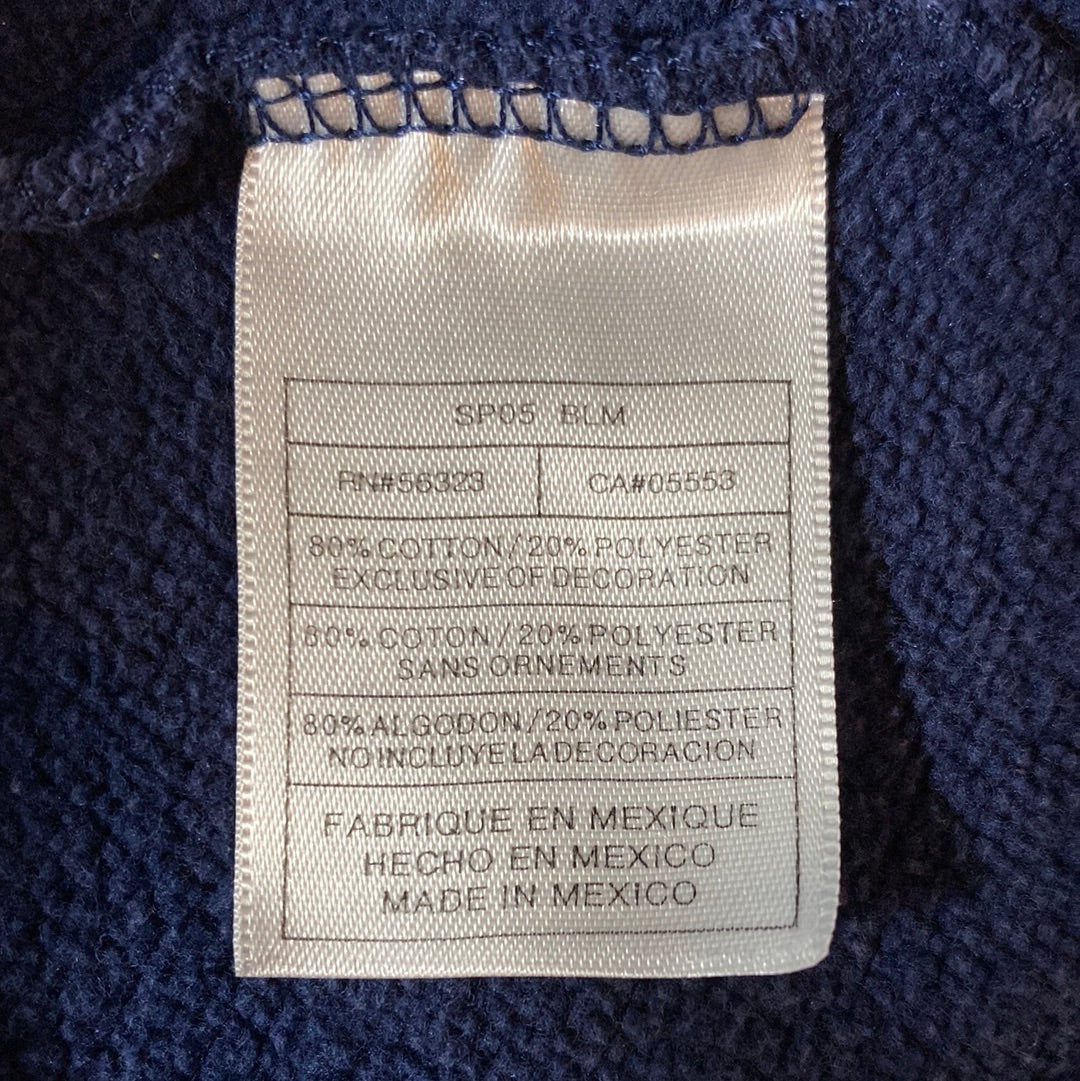 SP05 BLM
RN#56323 CA#05553
80% COTTON/20% POLYESTER
EXCLUSIVE OF DECORATION
80% COTON/20% POLYESTER
SANS ORNEMENTS
80% ALGODON/20% POLIESTER
NO INCLUYE LA DECORACION
FABRIQUE EN MEXIQUE
HECHO EN MEXICO
MADE IN MEXICO